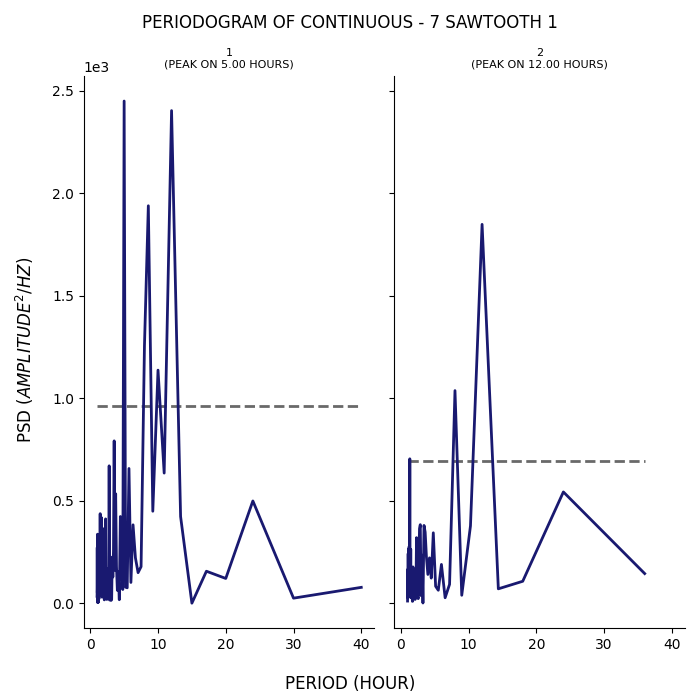 PERIODOGRAM OF CONTINUOUS - 7 SAWTOOTH 1
1
(PEAK ON 5.00 HOURS)
2
(PEAK ON 12.00 HOURS)
1e3
2.5
2.0
1.5
1.0
0.5
0.0
PSD (AMPLITUDE²/HZ)
0 10 20 30 40
0 10 20 30 40
PERIOD (HOUR)